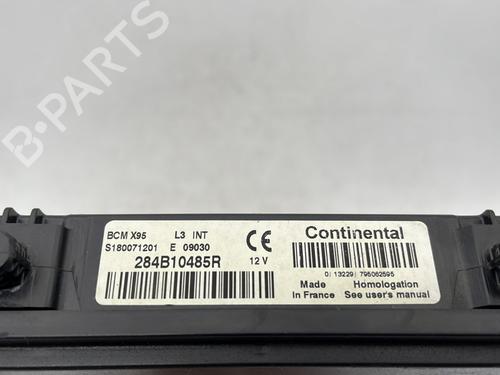 B-PARTS
BCM X95 L3 INT
S180071201 E 09030
284B10485R
CE
12 V
Continental
0/13229/795062595
Made Homologation
In France See user's manual